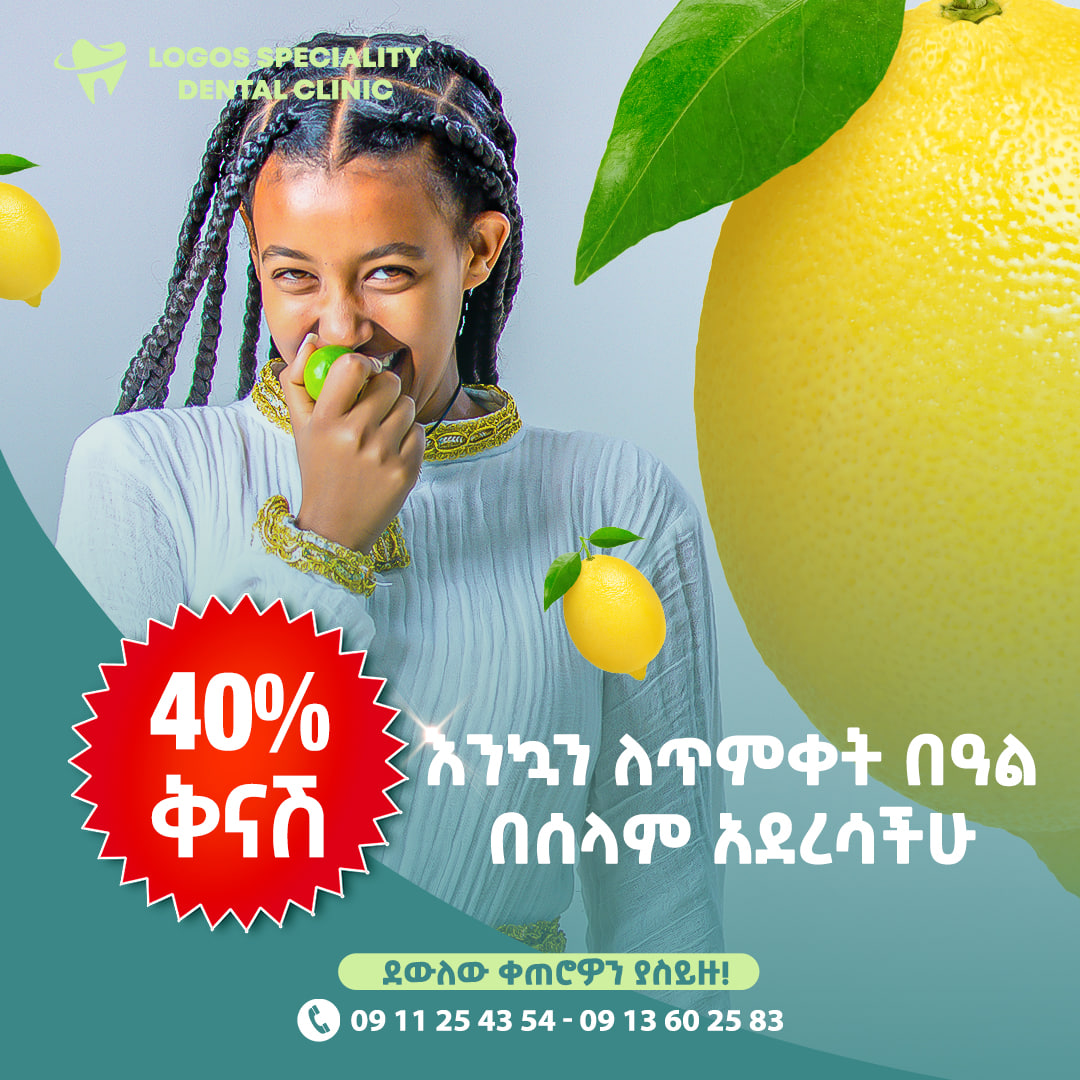 LOGOS SPECIALITY
DENTAL CLINIC
40%
ቅናሽ
እንኳን ለጥምቀት በዓል
በሰላም አደረሳችሁ
ደውለው ቀጠሮዎን ያስይዙ!
09 11 25 43 54 - 09 13 60 25 83